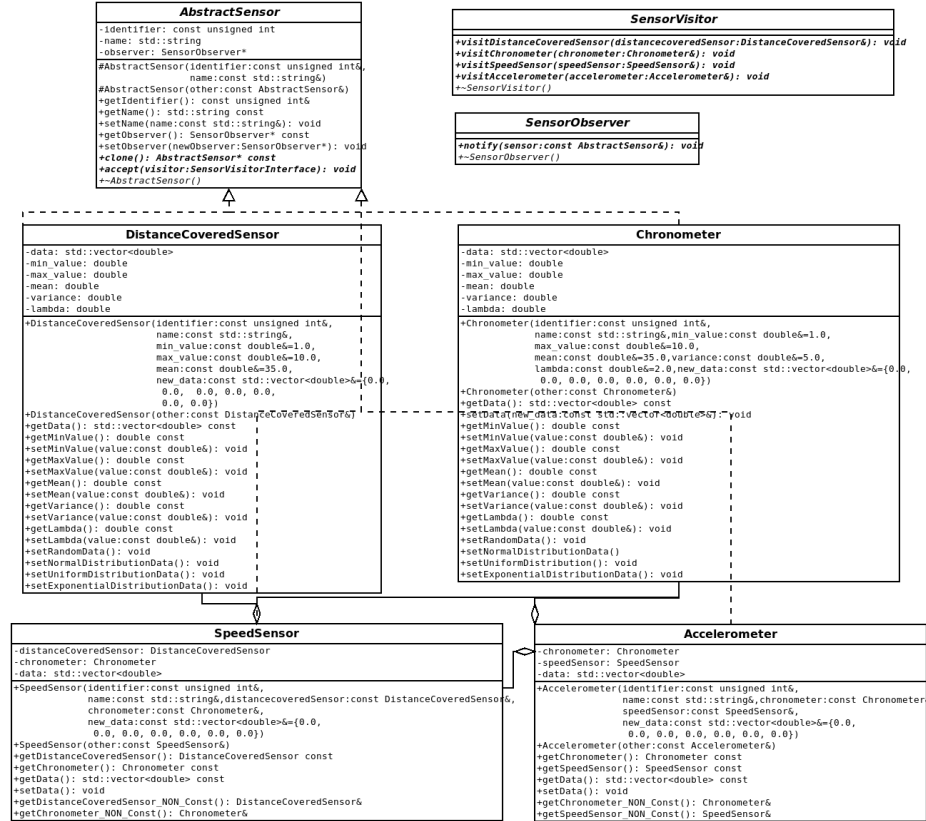 AbstractSensor
-identifier: const unsigned int
-name: std::string
-observer: SensorObserver*
#AbstractSensor(identifier:const unsigned int&,
name:const std::string&)
#AbstractSensor(other:const AbstractSensor&)
+getIdentifier(): const unsigned int&
+getName(): std::string const
+setName(name:const std::string&): void
+getObserver(): SensorObserver* const
+setObserver(newObserver:SensorObserver*): void
+clone(): AbstractSensor* const
+accept(visitor:SensorVisitorInterface): void
+~AbstractSensor()
SensorVisitor
+visitDistanceCoveredSensor(distancecoveredSensor:DistanceCoveredSensor&): void
+visitChronometer(chronometer:Chronometer&): void
+visitSpeedSensor(speedSensor:SpeedSensor&): void
+visitAccelerometer(accelerometer:Accelerometer&): void
+~SensorVisitor()
SensorObserver
+notify(sensor:const AbstractSensor&): void
+~SensorObserver()
DistanceCoveredSensor
-data: std::vector<double>
-min_value: double
-max_value: double
-mean: double
-variance: double
-lambda: double
+DistanceCoveredSensor(identifier:const unsigned int&,
name:const std::string&,
min_value:const double&=1.0,
max_value:const double&=10.0,
mean:const double&=35.0,
new_data:const std::vector<double>&={0.0,
0.0,  0.0, 0.0, 0.0,
0.0, 0.0})
+DistanceCoveredSensor(other:const DistanceCoveredSensor&)
+getData(): std::vector<double> const
+getMinValue(): double const
+setMinValue(value:const double&): void
+getMaxValue(): double const
+setMaxValue(value:const double&): void
+getMean(): double const
+setMean(value:const double&): void
+getVariance(): double const
+setVariance(value:const double&): void
+getLambda(): double const
+setLambda(value:const double&): void
+setRandomData(): void
+setNormalDistributionData(): void
+setUniformDistributionData(): void
+setExponentialDistributionData(): void
Chronometer
-data: std::vector<double>
-min_value: double
-max_value: double
-mean: double
-variance: double
-lambda: double
+Chronometer(identifier:const unsigned int&,
name:const std::string&,min_value:const double&=1.0,
max_value:const double&=10.0,
mean:const double&=35.0,variance:const double&=5.0,
lambda:const double&=2.0,new_data:const std::vector<double>&={0.0,
0.0, 0.0, 0.0, 0.0, 0.0, 0.0})
+Chronometer(other:const Chronometer&)
+getData(): std::vector<double> const
+setData(new_data:const std::vector<double>&): void
+getMinValue(): double const
+setMinValue(value:const double&): void
+getMaxValue(): double const
+setMaxValue(value:const double&): void
+getMean(): double const
+setMean(value:const double&): void
+getVariance(): double const
+setVariance(value:const double&): void
+getLambda(): double const
+setLambda(value:const double&): void
+setRandomData(): void
+setNormalDistributionData()
+setUniformDistribution(): void
+setExponentialDistributionData(): void
SpeedSensor
-distanceCoveredSensor: DistanceCoveredSensor
-chronometer: Chronometer
-data: std::vector<double>
+SpeedSensor(identifier:const unsigned int&,
name:const std::string&,distancecoveredSensor:const DistanceCoveredSensor&,
chronometer:const Chronometer&,
new_data:const std::vector<double>&={0.0,
0.0, 0.0, 0.0, 0.0, 0.0, 0.0})
+SpeedSensor(other:const SpeedSensor&)
+getDistanceCoveredSensor(): DistanceCoveredSensor const
+getChronometer(): Chronometer const
+getData(): std::vector<double> const
+setData(): void
+getDistanceCoveredSensor_NON_Const(): DistanceCoveredSensor&
+getChronometer_NON_Const(): Chronometer&
Accelerometer
-chronometer: Chronometer
-speedSensor: SpeedSensor
-data: std::vector<double>
+Accelerometer(identifier:const unsigned int&,
name:const std::string&,chronometer:const Chronometer&
speedSensor:const SpeedSensor&,
new_data:const std::vector<double>&={0.0,
0.0, 0.0, 0.0, 0.0, 0.0, 0.0})
+Accelerometer(other:const Accelerometer&)
+getChronometer(): Chronometer const
+getSpeedSensor(): SpeedSensor const
+getData(): std::vector<double> const
+setData(): void
+getChronometer_NON_Const(): Chronometer&
+getSpeedSensor_NON_Const(): SpeedSensor&